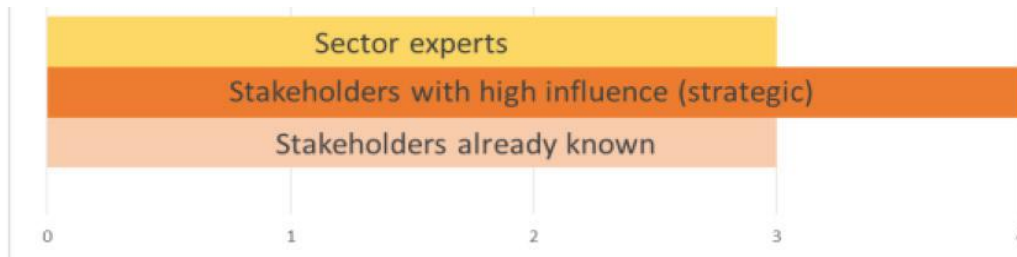 Sector experts
Stakeholders with high influence (strategic)
Stakeholders already known
0 1 2 3